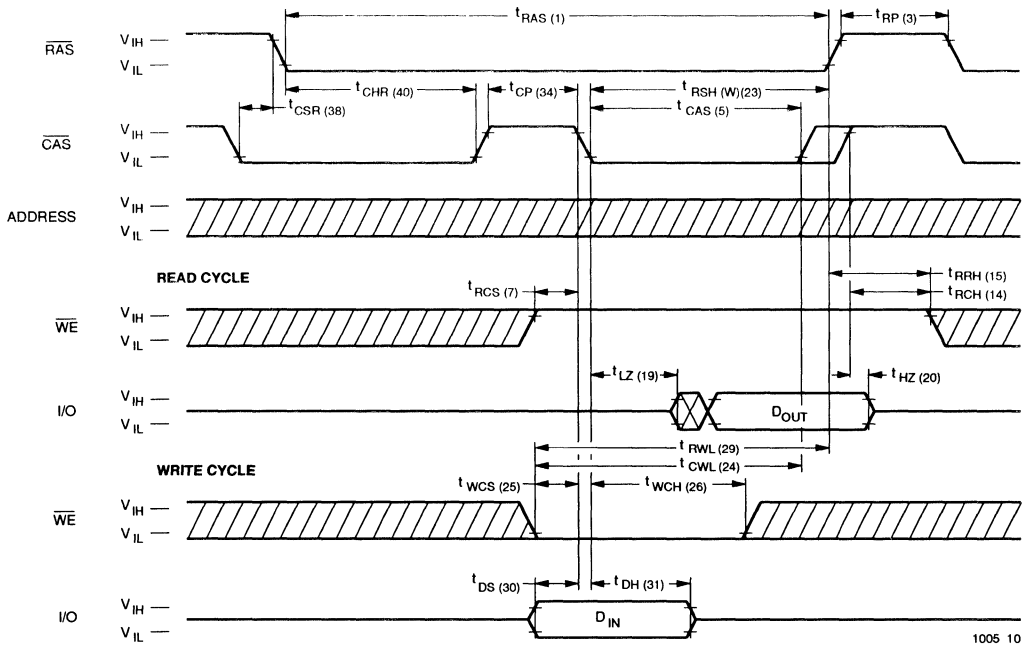 t RAS (1)
t RP (3)
RAS
V IH
V IL
t CHR (40)
t CP (34)
t RSH (W)(23)
t CSR (38)
t CAS (5)
CAS
V IH
V IL
ADDRESS
V IH
V IL
READ CYCLE
t RRH (15)
t RCS (7)
t RCH (14)
WE
V IH
V IL
t LZ (19)
t HZ (20)
I/O
V IH
V IL
D OUT
t RWL (29)
WRITE CYCLE
t CWL (24)
t WCS (25)
t WCH (26)
WE
V IH
V IL
t DS (30)
t DH (31)
I/O
V IH
V IL
D IN
1005 10